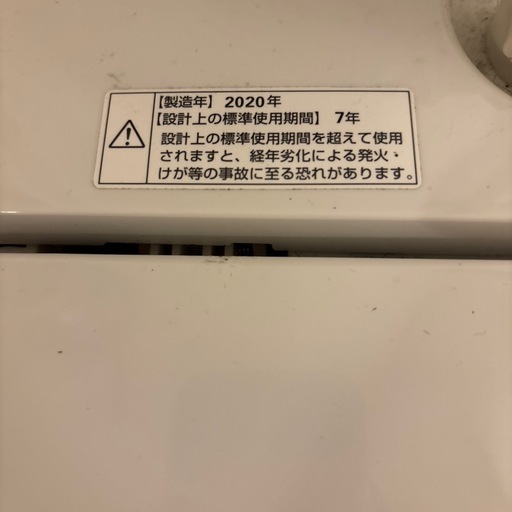 【製造年】 2020年
【設計上の標準使用期間】 7年
設計上の標準使用期間を超えて使用
されますと、経年劣化による発火・
けが等の事故に至る恐れがあります。